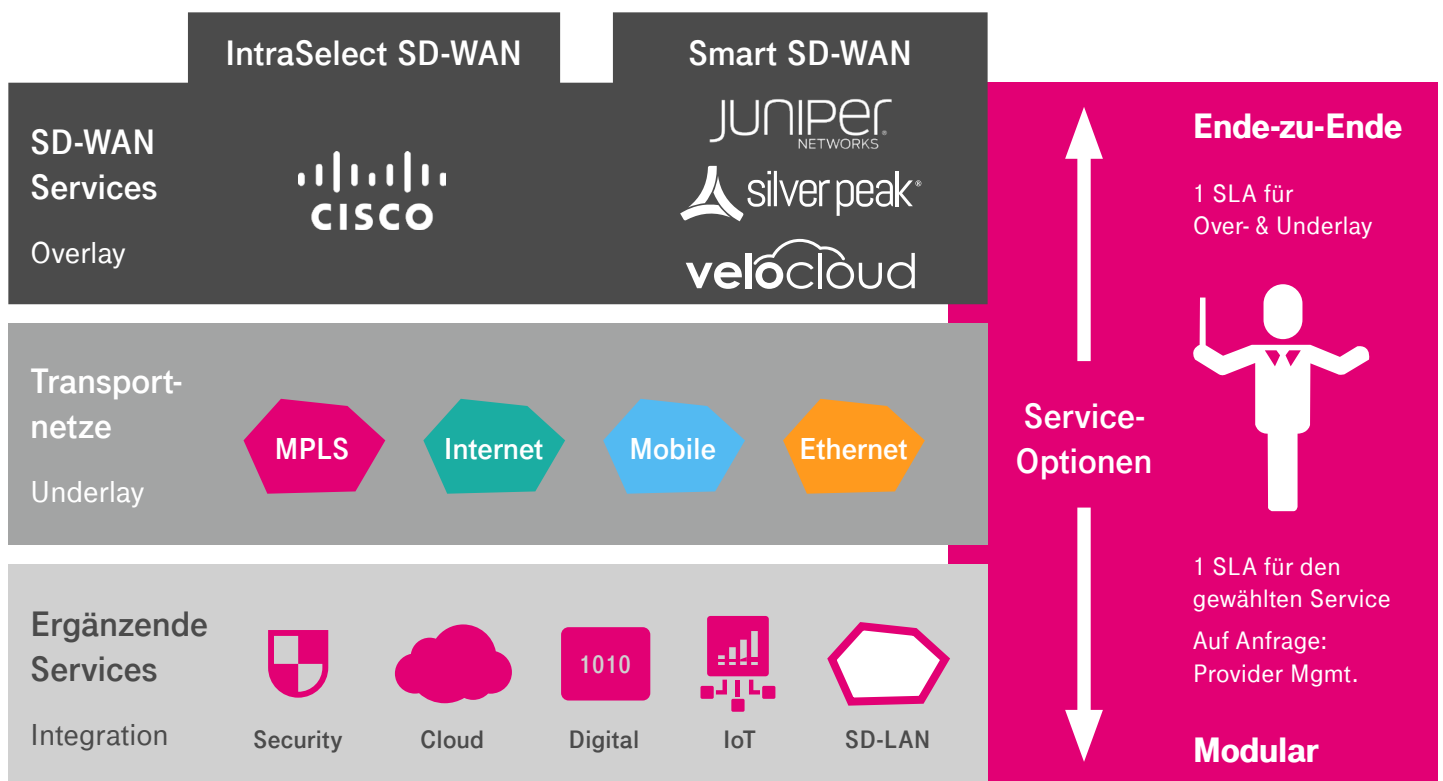 IntraSelect SD-WAN
Smart SD-WAN
SD-WAN
Services
Overlay
CISCO
JUNIPER
NETWORKS
silver peak®
velocloud
Transport-
netze
Underlay
MPLS
Internet
Mobile
Ethernet
Ergänzende
Services
Integration
Security
Cloud
1010
Digital
IoT
SD-LAN
Service-
Optionen
Ende-zu-Ende
1 SLA für
Over- & Underlay
1 SLA für den
gewählten Service
Auf Anfrage:
Provider Mgmt.
Modular